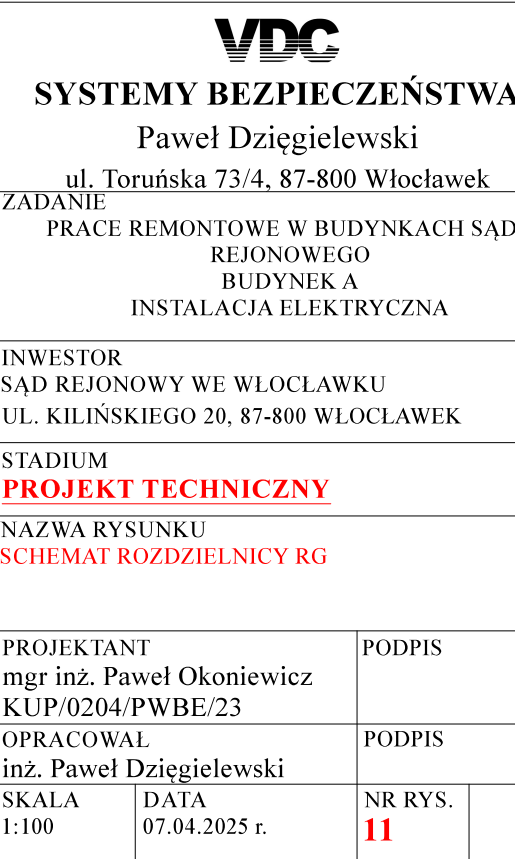 VDC
SYSTEMY BEZPIECZEŃSTWA
Paweł Dzięgielewski
ul. Toruńska 73/4, 87-800 Włocławek
ZADANIE
PRACE REMONTOWE W BUDYNKACH SĄD
REJONOWEGO
BUDYNEK A
INSTALACJA ELEKTRYCZNA
INWESTOR
SĄD REJONOWY WE WŁOCŁAWKU
UL. KILIŃSKIEGO 20, 87-800 WŁOCŁAWEK
STADIUM
PROJEKT TECHNICZNY
NAZWA RYSUNKU
SCHEMAT ROZDZIELNICY RG
PROJEKTANT PODPIS
mgr inż. Paweł Okoniewicz
KUP/0204/PWBE/23
OPRACOWAŁ PODPIS
inż. Paweł Dzięgielewski
SKALA DATA NR RYS.
1:100 07.04.2025 r. 11